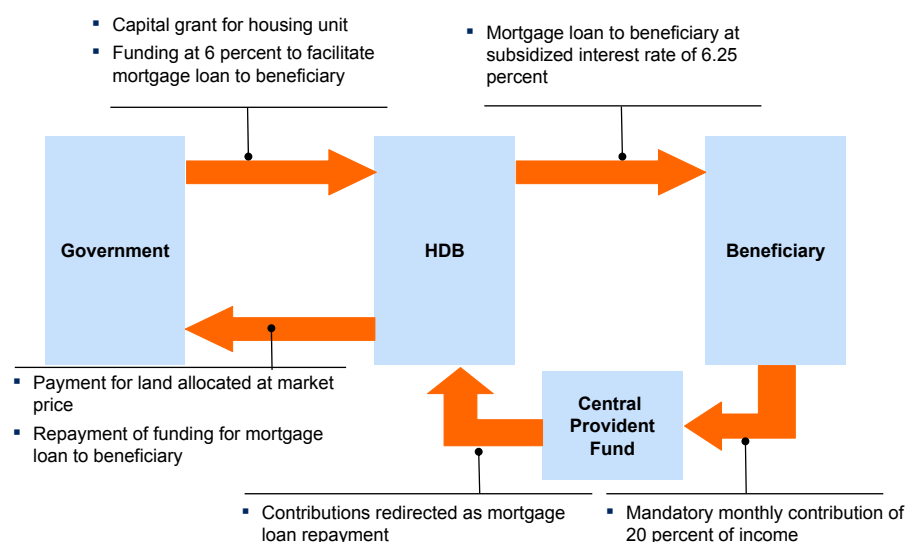 ▪ Capital grant for housing unit
▪ Funding at 6 percent to facilitate
mortgage loan to beneficiary
▪ Mortgage loan to beneficiary at
subsidized interest rate of 6.25
percent
Government
HDB
Beneficiary
▪ Payment for land allocated at market
price
▪ Repayment of funding for mortgage
loan to beneficiary
Central
Provident
Fund
▪ Contributions redirected as mortgage
loan repayment
▪ Mandatory monthly contribution of
20 percent of income